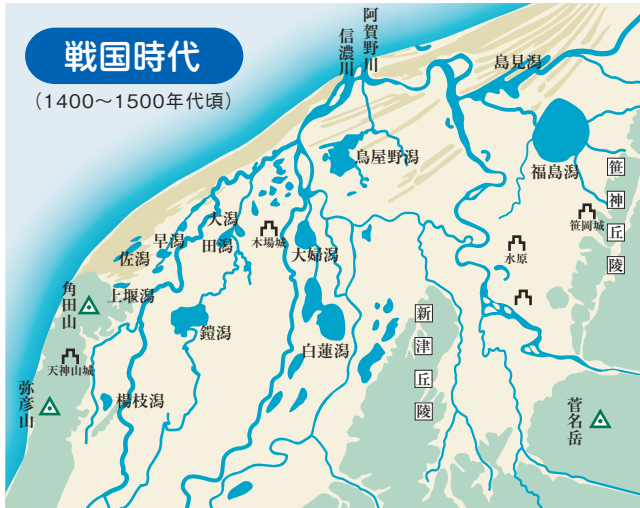 戦国時代
（1400〜1500年代頃）
阿賀野川
信濃川
島見潟
鳥屋野潟
福島潟
笹神丘陵
笹岡城
大潟
田潟
早潟
佐潟
木場城
大婦潟
水原
上堰潟
角田山
鎧潟
白蓮潟
新津丘陵
天神山城
弥彦山
楊枝潟
菅名岳